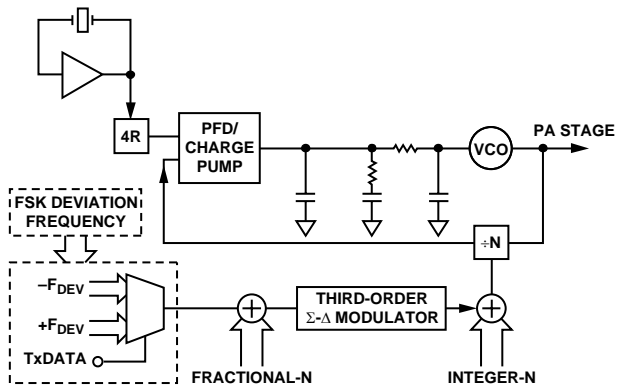 4R
PFD/
CHARGE
PUMP
VCO
PA STAGE
÷N
FSK DEVIATION
FREQUENCY
–FDEV
+FDEV
TxDATA
THIRD-ORDER
Σ-Δ MODULATOR
FRACTIONAL-N
INTEGER-N